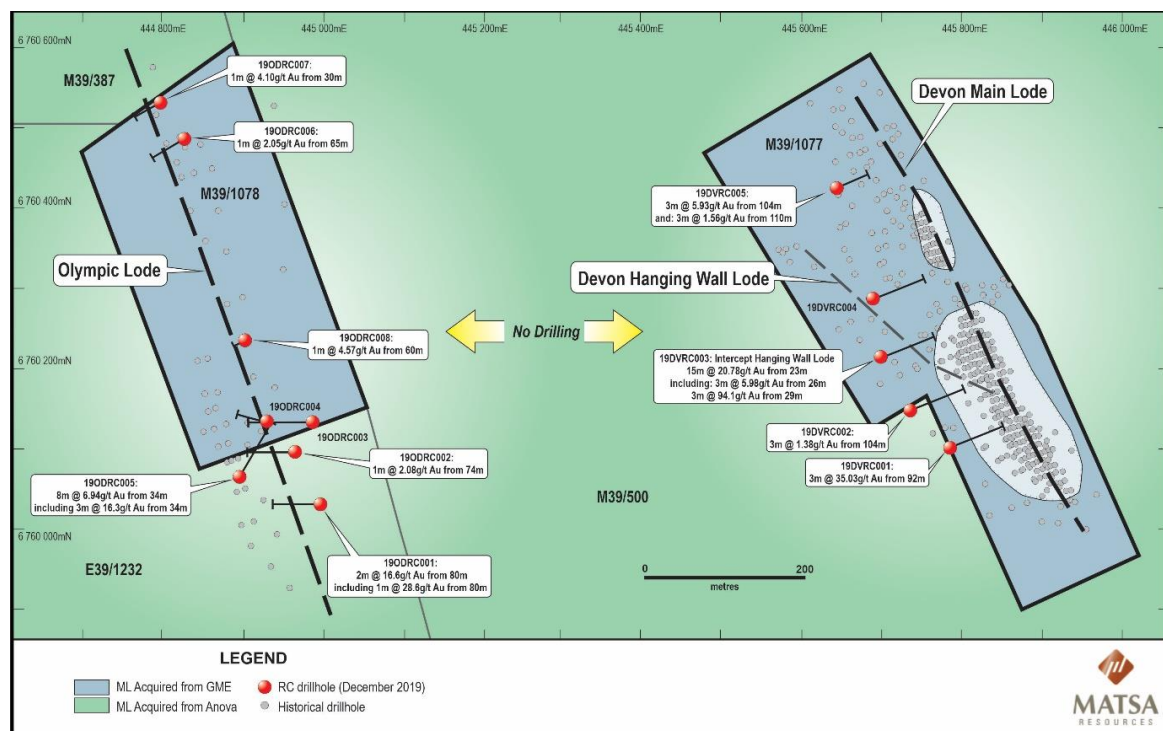 444 800mE
445 000mE
445 200mE
445 400mE
445 600mE
445 800mE
446 000mE
6 760 600mN
6 760 400mN
6 760 200mN
6 760 000mN
M39/387
19ODRC007:
1m @ 4.10g/t Au from 30m
19ODRC006:
1m @ 2.05g/t Au from 65m
M39/1078
Olympic Lode
19ODRC008:
1m @ 4.57g/t Au from 60m
19ODRC004
19ODRC003
19ODRC002:
1m @ 2.08g/t Au from 74m
19ODRC005:
8m @ 6.94g/t Au from 34m
including 3m @ 16.3g/t Au from 34m
19ODRC001:
2m @ 16.6g/t Au from 80m
including 1m @ 28.6g/t Au from 80m
E39/1232
No Drilling
Devon Main Lode
M39/1077
19DVRC005:
3m @ 5.93g/t Au from 104m
and: 3m @ 1.56g/t Au from 110m
Devon Hanging Wall Lode
19DVRC004
19DVRC003: Intercept Hanging Wall Lode
15m @ 20.78g/t Au from 23m
including: 3m @ 5.98g/t Au from 26m
3m @ 94.1g/t Au from 29m
19DVRC002:
3m @ 1.38g/t Au from 104m
19DVRC001:
3m @ 35.03g/t Au from 92m
M39/500
0 200
metres
LEGEND
ML Acquired from GME
RC drillhole (December 2019)
ML Acquired from Anova
Historical drillhole
MATSA
RESOURCES